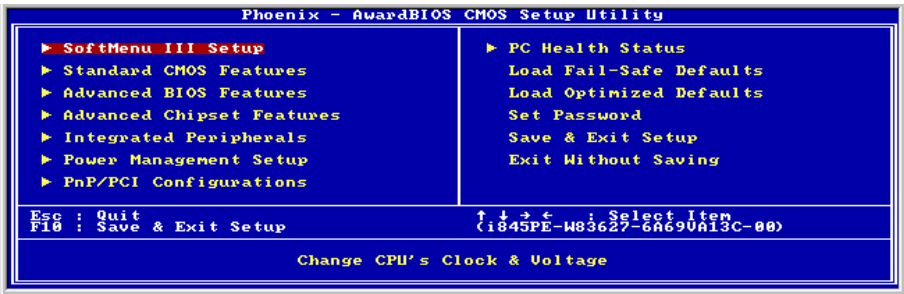 Phoenix - AwardBIOS CMOS Setup Utility
SoftMenu III Setup
Standard CMOS Features
Advanced BIOS Features
Advanced Chipset Features
Integrated Peripherals
Power Management Setup
PnP/PCI Configurations
PC Health Status
Load Fail-Safe Defaults
Load Optimized Defaults
Set Password
Save & Exit Setup
Exit Without Saving
Esc : Quit
F10 : Save & Exit Setup
↑ ↓ → ← : Select Item
(i845PE-W83627-6A69VA13C-00)
Change CPU's Clock & Voltage